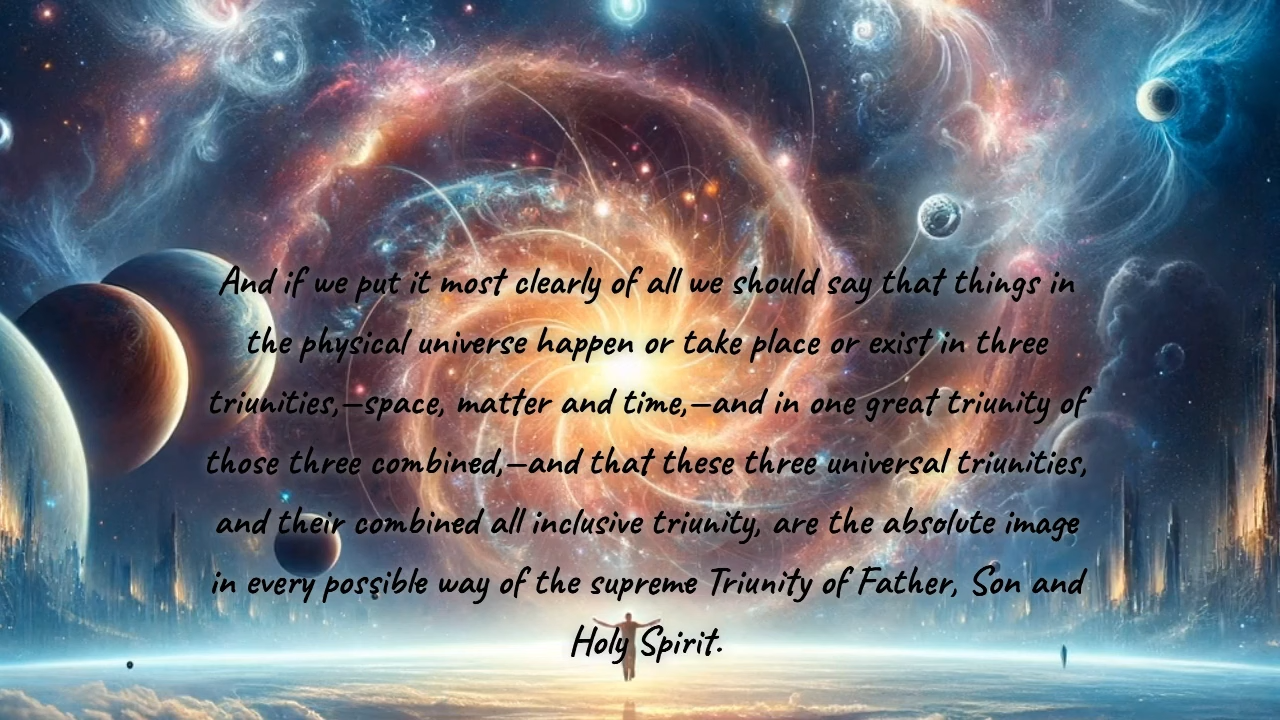 And if we put it most clearly of all we should say that things in
the physical universe happen or take place or exist in three
triunities,—space, matter and time,—and in one great triunity of
those three combined,—and that these three universal triunities,
and their combined all inclusive triunity, are the absolute image
in every possible way of the supreme Triunity of Father, Son and
Holy Spirit.